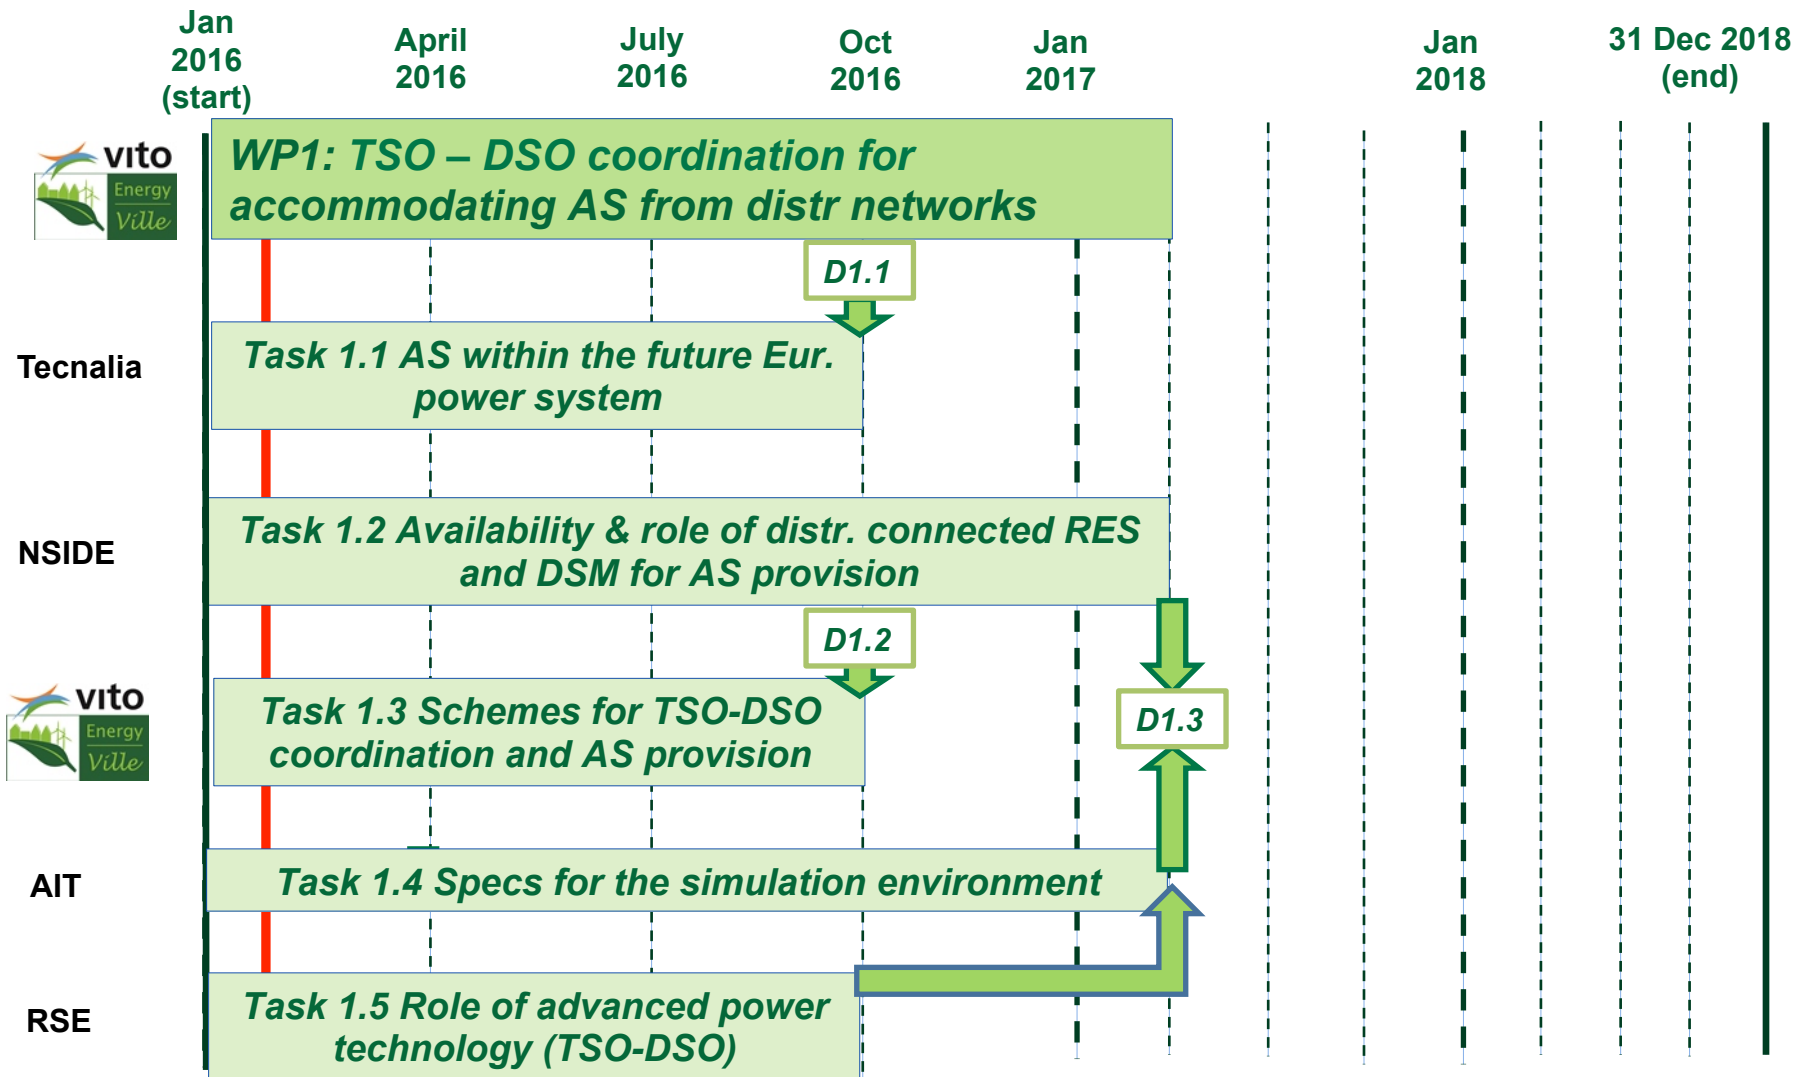 Jan
2016
(start)
April
2016
July
2016
Oct
2016
Jan
2017
Jan
2018
31 Dec 2018
(end)
vito
Energy
Ville
WP1: TSO – DSO coordination for
accommodating AS from distr networks
D1.1
Tecnalia
Task 1.1 AS within the future Eur.
power system
NSIDE
Task 1.2 Availability & role of distr. connected RES
and DSM for AS provision
D1.2
vito
Energy
Ville
Task 1.3 Schemes for TSO-DSO
coordination and AS provision
D1.3
AIT
Task 1.4 Specs for the simulation environment
RSE
Task 1.5 Role of advanced power
technology (TSO-DSO)